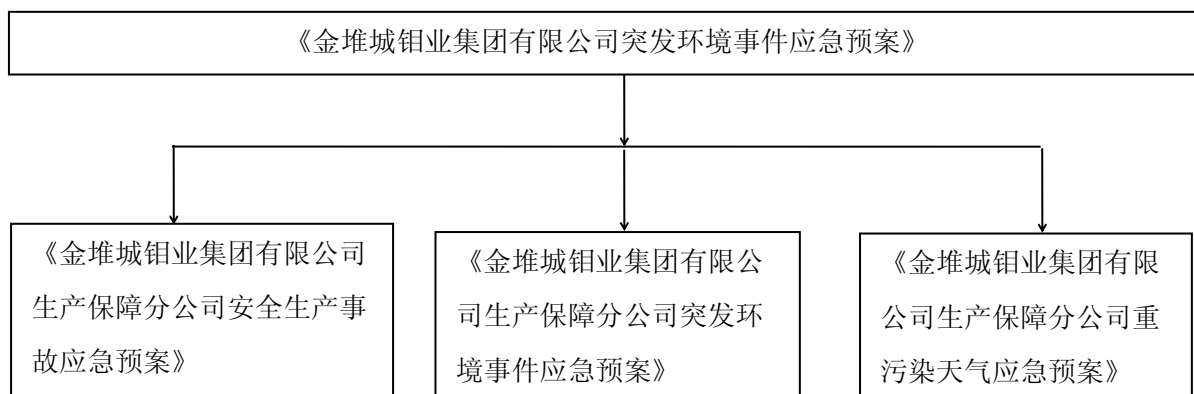 《金堆城钼业集团有限公司突发环境事件应急预案》
《金堆城钼业集团有限公司
生产保障分公司安全生产事
故应急预案》
《金堆城钼业集团有限公
司生产保障分公司突发环
境事件应急预案》
《金堆城钼业集团有限
公司生产保障分公司重
污染天气应急预案》